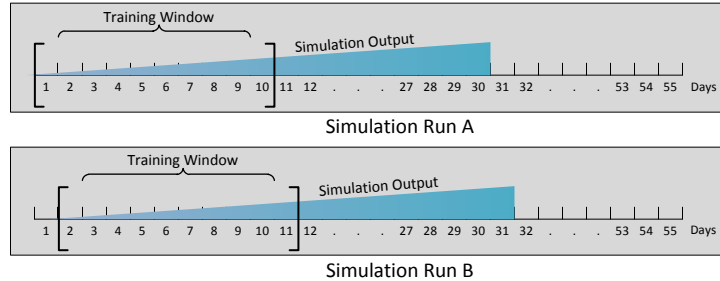 Training Window
Simulation Output
1 2 3 4 5 6 7 8 9 10 11 12 . . . 27 28 29 30 31 32 . . . 53 54 55 Days
Simulation Run A
Training Window
Simulation Output
1 2 3 4 5 6 7 8 9 10 11 12 . . . 27 28 29 30 31 32 . . . 53 54 55 Days
Simulation Run B